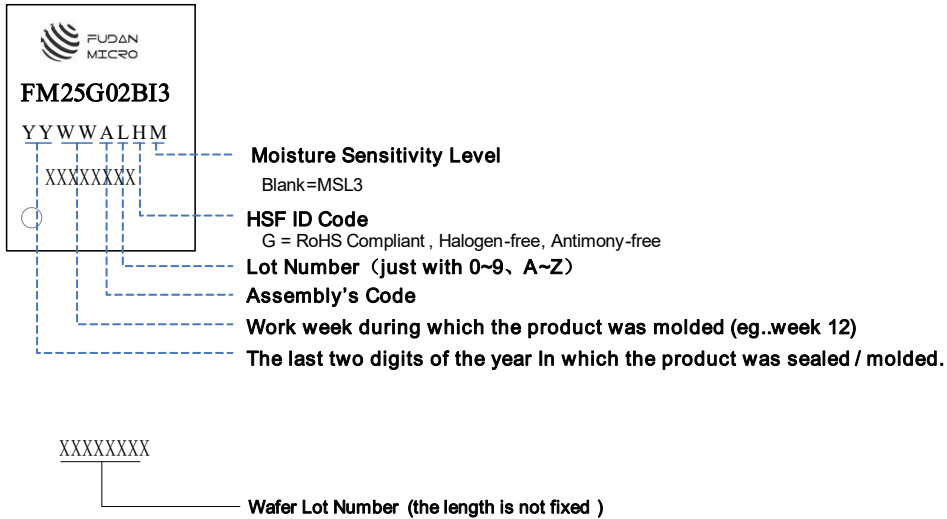 FUDAN
MICRO
FM25G02BI3
YYWWALHM
XXXXXXXX
Moisture Sensitivity Level
Blank=MSL3
HSF ID Code
G = RoHS Compliant , Halogen-free, Antimony-free
Lot Number（just with 0~9、A~Z）
Assembly's Code
Work week during which the product was molded (eg..week 12)
The last two digits of the year In which the product was sealed / molded.
XXXXXXXX
Wafer Lot Number (the length is not fixed )